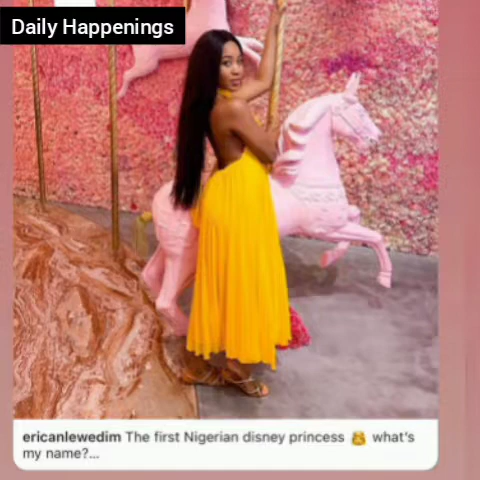 Daily Happenings
ericanlewedim The first Nigerian disney princess 👸 what's
my name?...